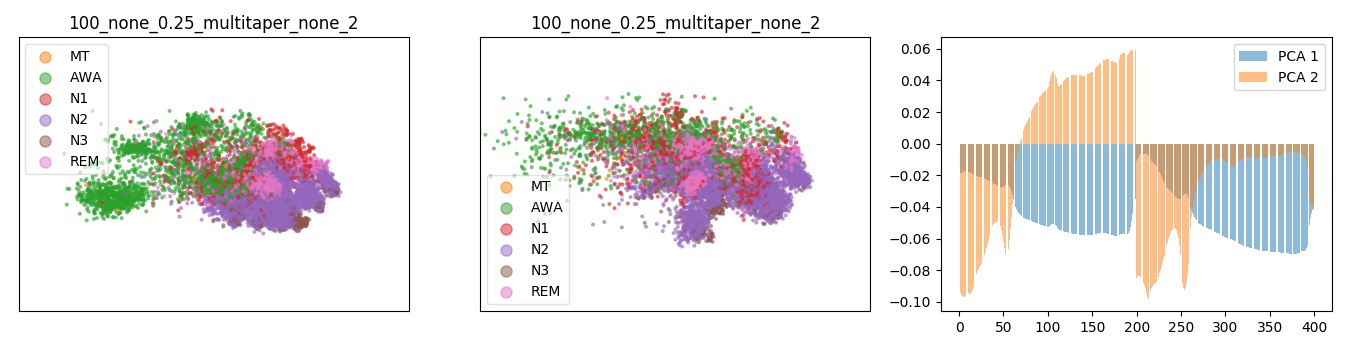 100_none_0.25_multitaper_none_2
MT
AWA
N1
N2
N3
REM
100_none_0.25_multitaper_none_2
MT
AWA
N1
N2
N3
REM
PCA 1
PCA 2
0.06
0.04
0.02
0.00
−0.02
−0.04
−0.06
−0.08
−0.10
0 50 100 150 200 250 300 350 400